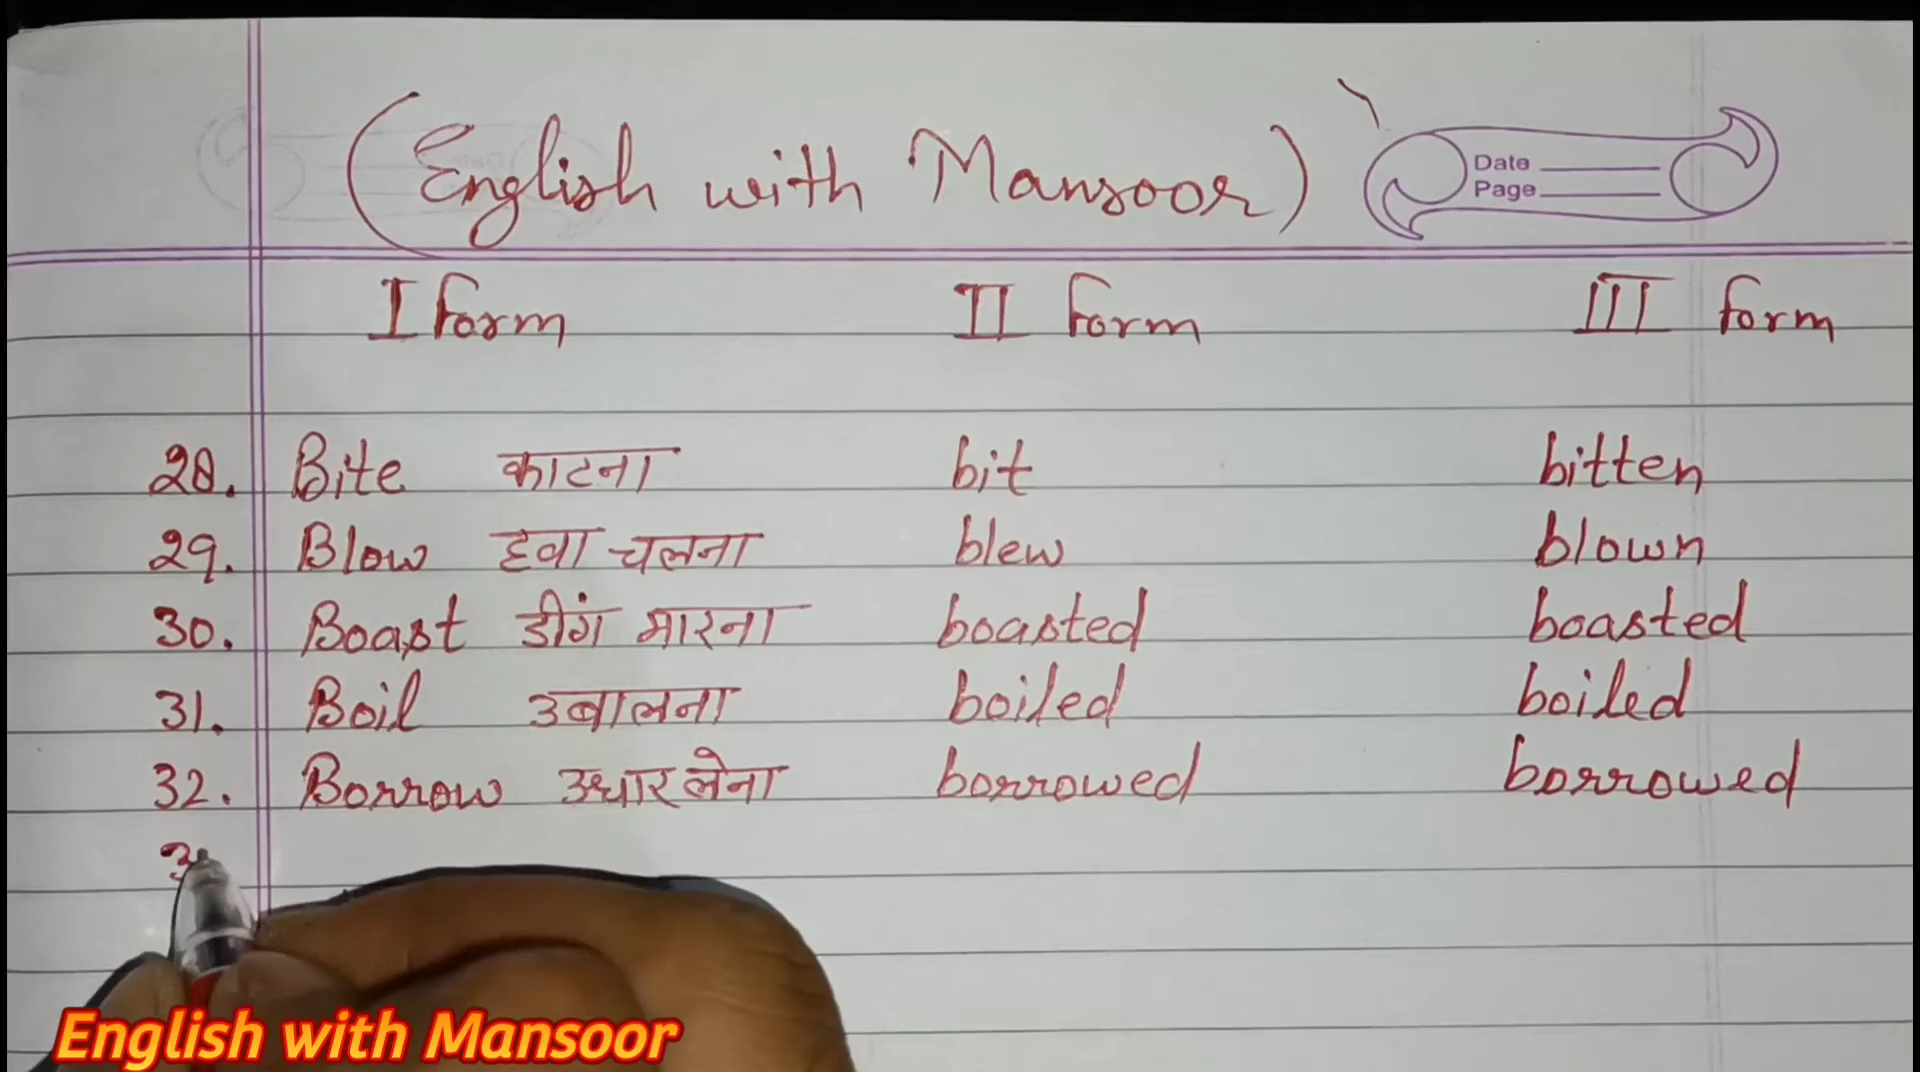 (English with Mansoor)
Date
Page
I form II form III form
28. Bite काटना bit bitten
29. Blow हवा चलना blew blown
30. Boast डींग मारना boasted boasted
31. Boil उबालना boiled boiled
32. Borrow उधार लेना borrowed borrowed
3
English with Mansoor